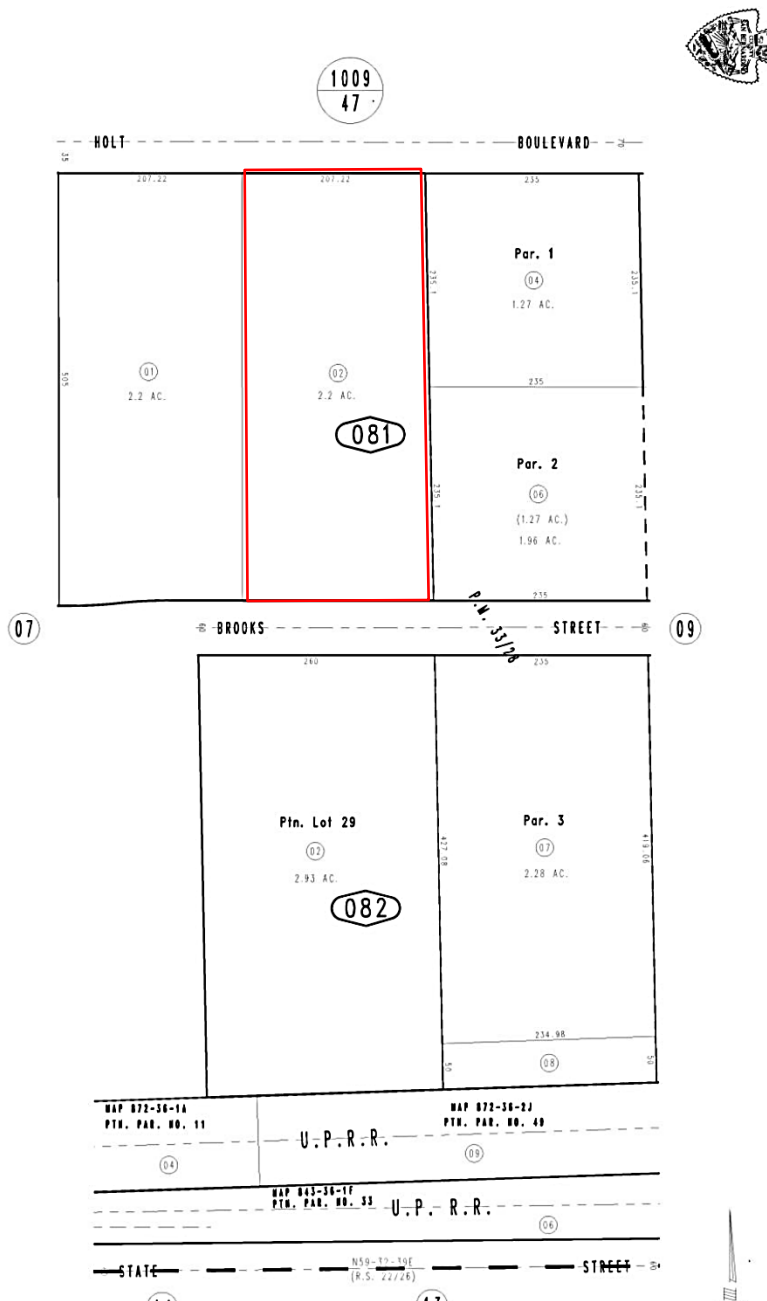 1009
47
HOLT BOULEVARD 70
35
207.22 207.22 235
Par. 1
04
1.27 AC.
235.1 235.1
505
01
2.2 AC.
02
2.2 AC.
235
081
Par. 2
06
(1.27 AC.)
1.96 AC.
235.1 235.1
235
P.M. 33/28
07
60 BROOKS STREET 60
09
260 235
Ptn. Lot 29
02
2.93 AC.
082
427.08
Par. 3
07
2.28 AC.
419.06
234.98
50 08 50
MAP 872-36-1A
PTN. PAR. NO. 11
MAP 872-36-2J
PTN. PAR. NO. 49
U.P.R.R.
04
09
MAP 843-36-1F
PTN. PAR. NO. 33
U.P. R.R.
06
STATE STREET
N59-32-39E
(R.S. 22/26)